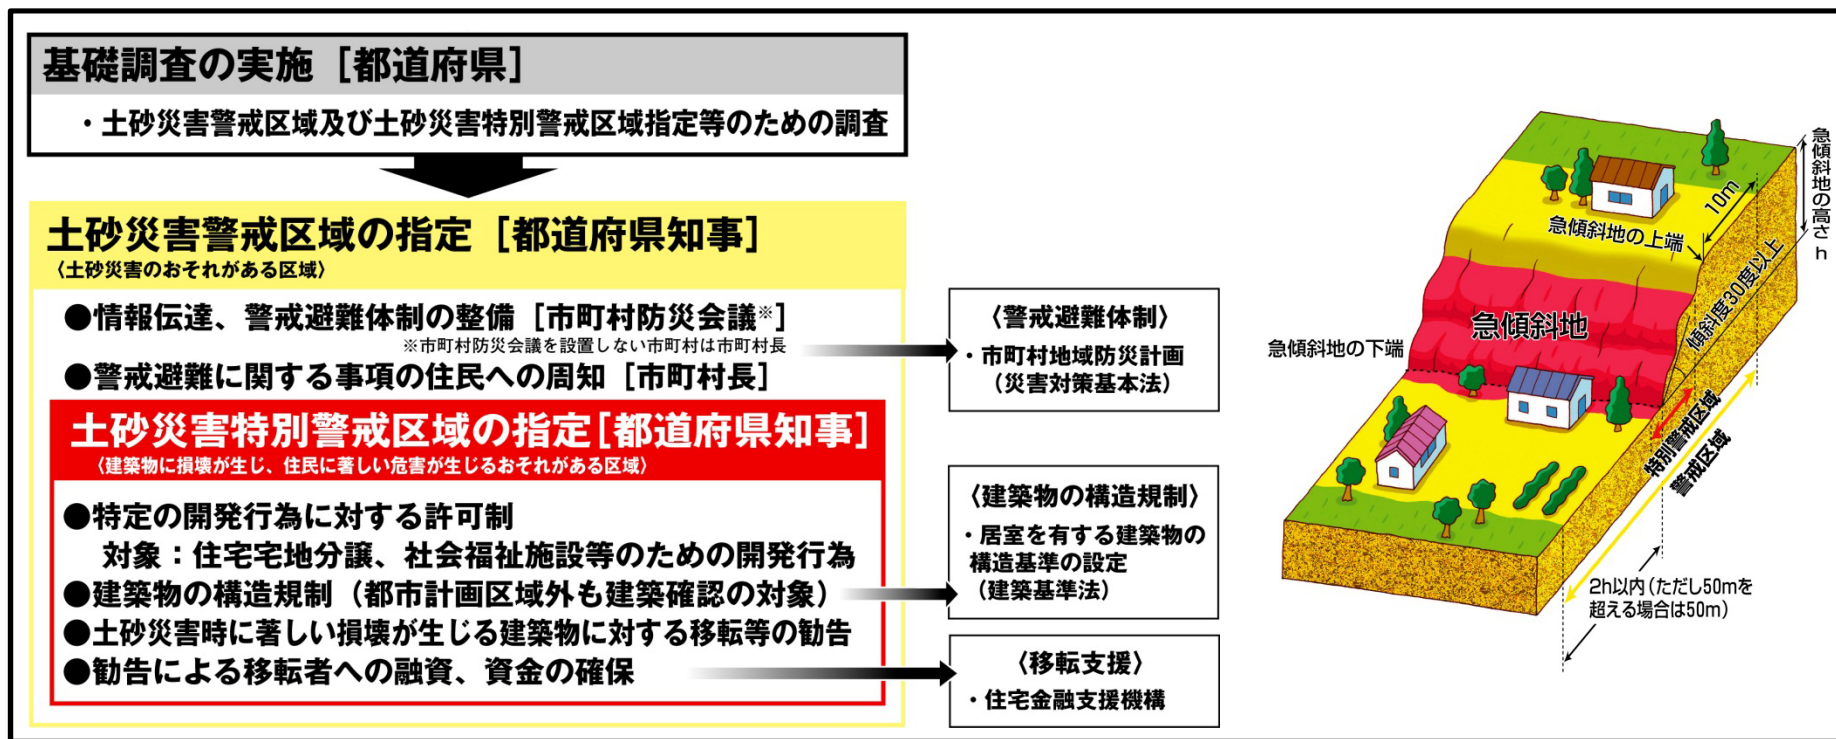 基礎調査の実施［都道府県］
・土砂災害警戒区域及び土砂災害特別警戒区域指定等のための調査
土砂災害警戒区域の指定［都道府県知事］
〈土砂災害のおそれがある区域〉
●情報伝達、警戒避難体制の整備［市町村防災会議※］
※市町村防災会議を設置しない市町村は市町村長
●警戒避難に関する事項の住民への周知［市町村長］
土砂災害特別警戒区域の指定［都道府県知事］
〈建築物に損壊が生じ、住民に著しい危害が生じるおそれがある区域〉
●特定の開発行為に対する許可制
対象：住宅宅地分譲、社会福祉施設等のための開発行為
●建築物の構造規制（都市計画区域外も建築確認の対象）
●土砂災害時に著しい損壊が生じる建築物に対する移転等の勧告
●勧告による移転者への融資、資金の確保
〈警戒避難体制〉
・市町村地域防災計画
（災害対策基本法）
〈建築物の構造規制〉
・居室を有する建築物の
構造基準の設定
（建築基準法）
〈移転支援〉
・住宅金融支援機構
急傾斜地の高さ h
10m
急傾斜地の上端
傾斜度30度以上
急傾斜地
急傾斜地の下端
特別警戒区域
警戒区域
2h以内（ただし50mを
超える場合は50m）